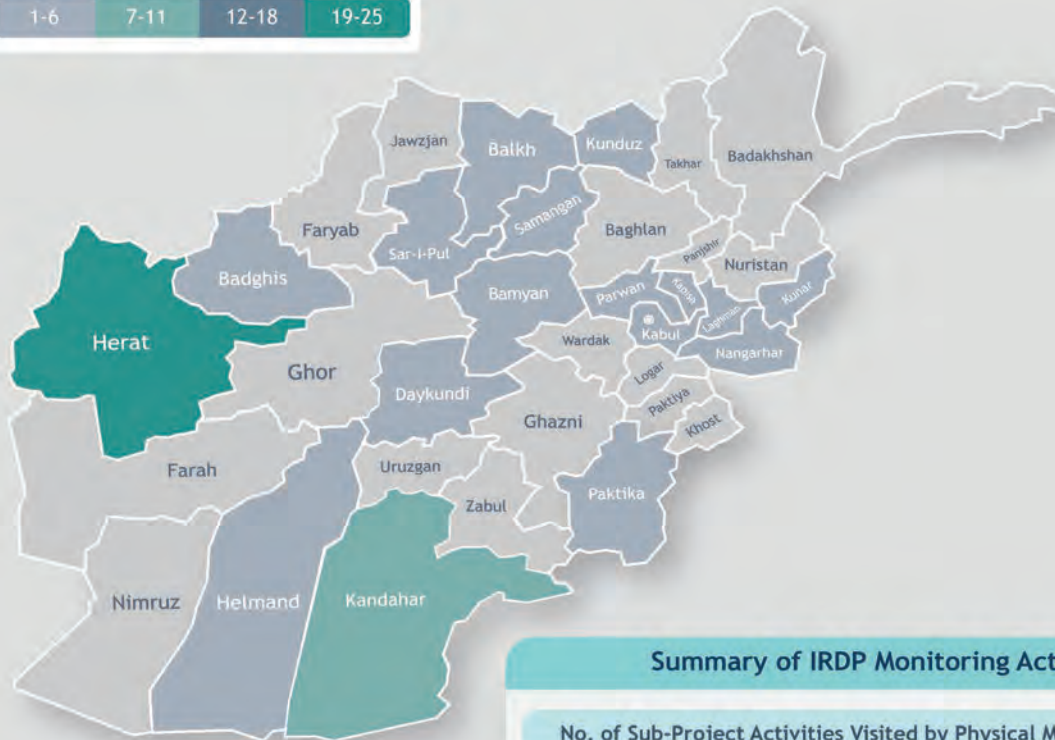 1-6 7-11 12-18 19-25
Jawzjan
Balkh
Kunduz
Takhar
Badakhshan
Faryab
Sar-I-Pul
Samangan
Baghlan
Panjshir
Nuristan
Badghis
Bamyan
Parwan
Kapisa
Laghman
Kunar
Herat
Wardak
Kabul
Nangarhar
Ghor
Logar
Daykundi
Paktiya
Ghazni
Khost
Farah
Uruzgan
Zabul
Paktika
Nimruz
Helmand
Kandahar
Summary of IRDP Monitoring Act
No. of Sub-Project Activities Visited by Physical M